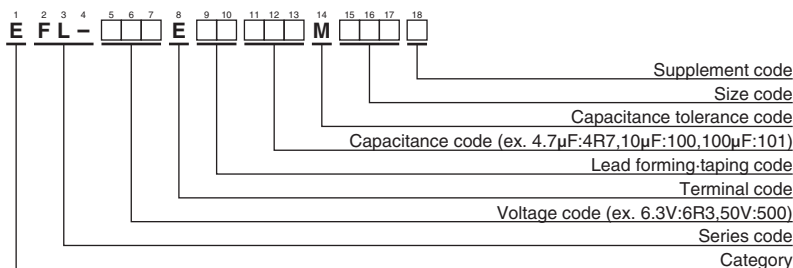 1 2 3 4 5 6 7 8 9 10 11 12 13 14 15 16 17 18
E F L – E M
Supplement code
Size code
Capacitance tolerance code
Capacitance code (ex. 4.7μF:4R7,10μF:100,100μF:101)
Lead forming·taping code
Terminal code
Voltage code (ex. 6.3V:6R3,50V:500)
Series code
Category